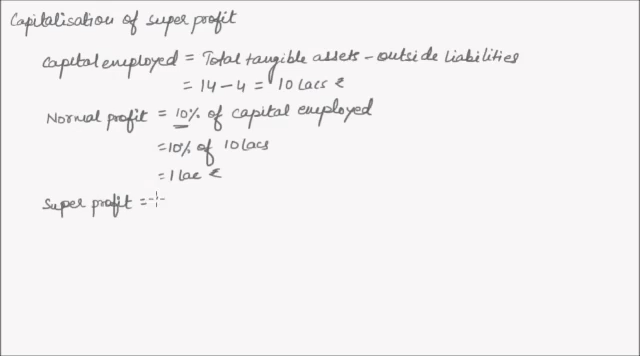 Capitalisation of super profit
Capital employed = Total tangible assets - outside liabilities
= 14 - 4 = 10 lacs ₹
Normal profit = 10% of capital employed
= 10% of 10 lacs
= 1 lac ₹
Super profit =